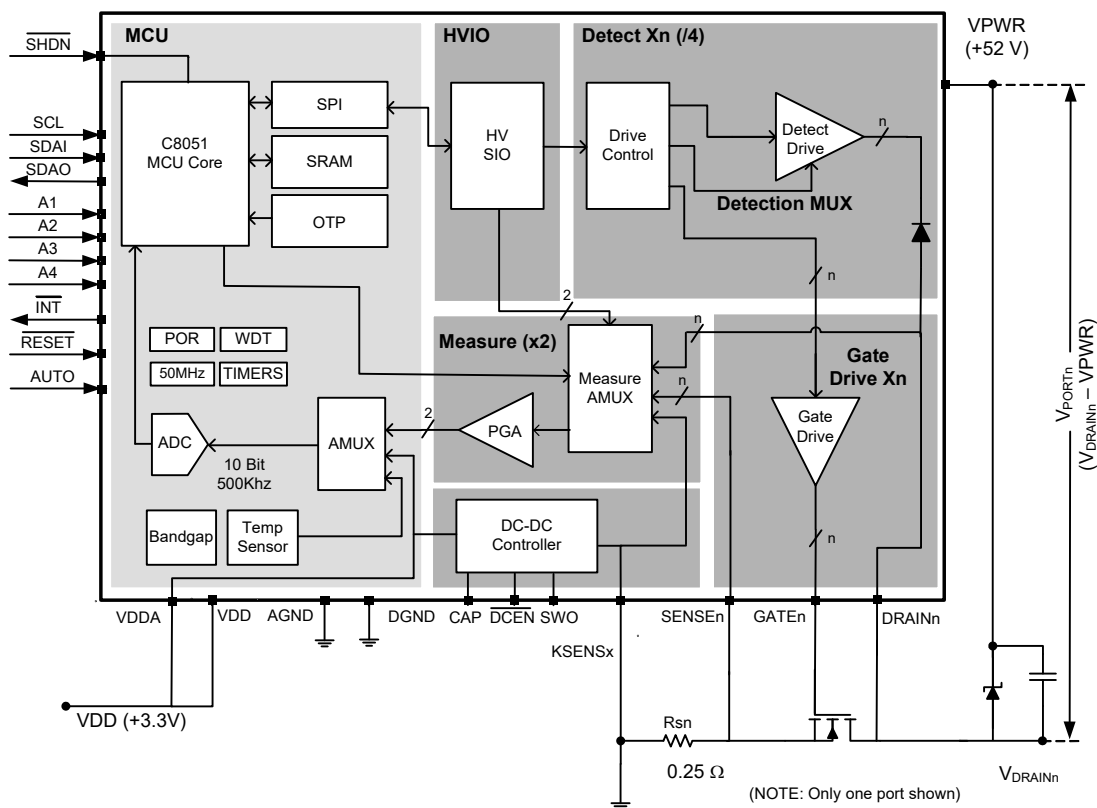 MCU
HVIO
Detect Xn (/4)
VPWR
(+52 V)
SHDN
SCL
SDAI
SDAO
A1
A2
A3
A4
INT
RESET
AUTO
C8051
MCU Core
SPI
SRAM
OTP
HV
SIO
Drive
Control
Detect
Drive
n
Detection MUX
n
2
n
n
Measure (x2)
Measure
AMUX
Gate
Drive Xn
Gate
Drive
n
POR
WDT
50MHz
TIMERS
ADC
10 Bit
500Khz
AMUX
2
PGA
Bandgap
Temp
Sensor
DC-DC
Controller
VPORTn
(VDRAINn – VPWR)
VDDA
VDD
AGND
DGND
CAP
DCEN
SWO
KSENSx
SENSEn
GATEn
DRAINn
VDD (+3.3V)
Rsn
0.25 Ω
(NOTE: Only one port shown)
VDRAINn